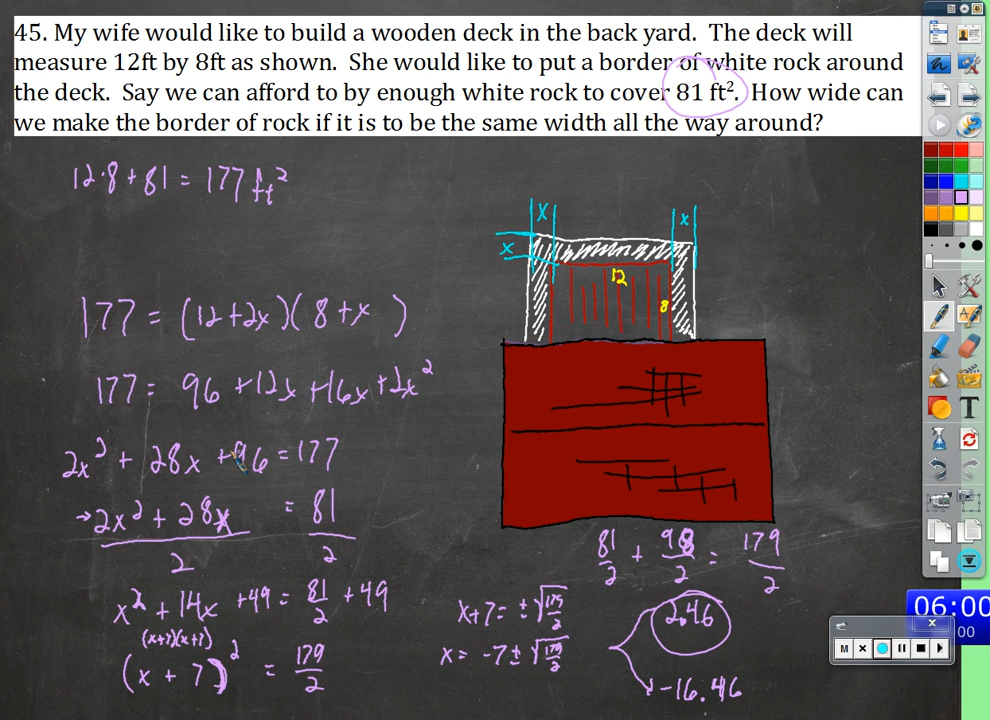 45. My wife would like to build a wooden deck in the back yard. The deck will
measure 12ft by 8ft as shown. She would like to put a border of white rock around
the deck. Say we can afford to by enough white rock to cover 81 ft². How wide can
we make the border of rock if it is to be the same width all the way around?
12·8+81 = 177 ft²
x x
x
12
8
177 = (12+2x)(8+x )
177 = 96 +12x +16x +2x²
2x² + 28x +96 = 177
→2x² + 28x = 81
2 2
81/2 + 98/2 = 179/2
x² + 14x +49 = 81/2 +49
(x+7)(x+7)
(x + 7)² = 179/2
x+7 = ±√179/2
x = -7 ± √179/2
2.46
-16.46
T
06:00
00
M